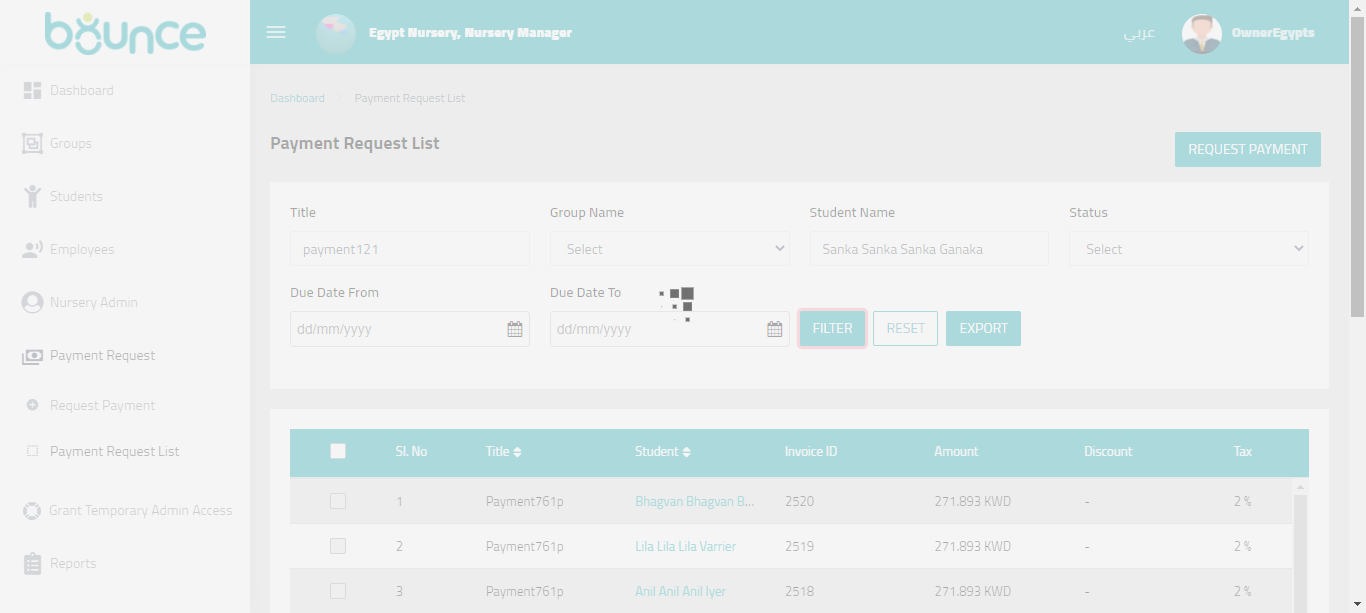 bounce
Egypt Nursery, Nursery Manager
عربي
OwnerEgypts
Dashboard
Groups
Students
Employees
Nursery Admin
Payment Request
Request Payment
Payment Request List
Grant Temporary Admin Access
Reports
Dashboard Payment Request List
Payment Request List
REQUEST PAYMENT
Title Group Name Student Name Status
payment121 Select Sanka Sanka Sanka Ganaka Select
Due Date From Due Date To
dd/mm/yyyy dd/mm/yyyy FILTER RESET EXPORT
Sl. No Title Student Invoice ID Amount Discount Tax
1 Payment761p Bhagvan Bhagvan B... 2520 271.893 KWD - 2 %
2 Payment761p Lila Lila Lila Varrier 2519 271.893 KWD - 2 %
3 Payment761p Anil Anil Anil Iyer 2518 271.893 KWD - 2 %